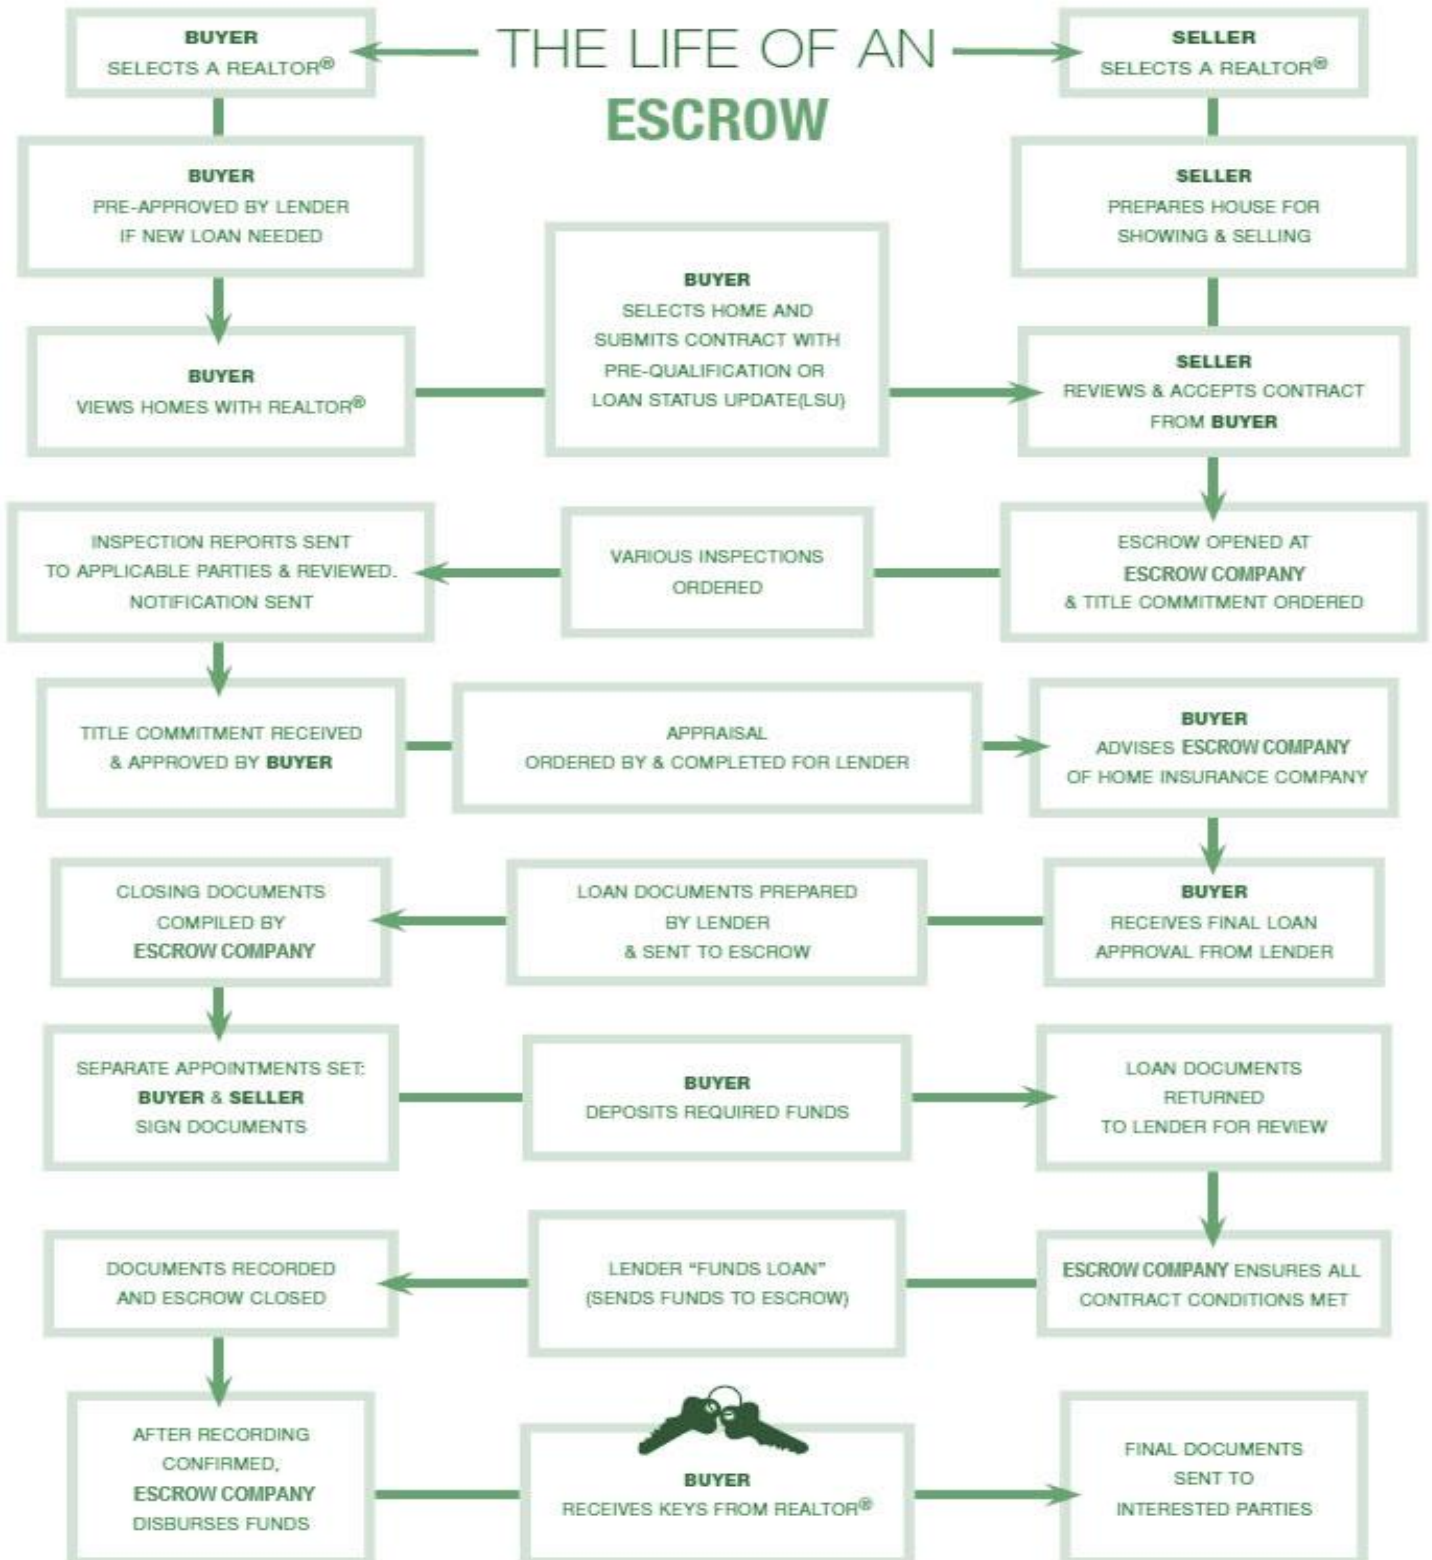 THE LIFE OF AN
ESCROW
BUYER
SELECTS A REALTOR®
SELLER
SELECTS A REALTOR®
BUYER
PRE-APPROVED BY LENDER
IF NEW LOAN NEEDED
SELLER
PREPARES HOUSE FOR
SHOWING & SELLING
BUYER
VIEWS HOMES WITH REALTOR®
BUYER
SELECTS HOME AND
SUBMITS CONTRACT WITH
PRE-QUALIFICATION OR
LOAN STATUS UPDATE(LSU)
SELLER
REVIEWS & ACCEPTS CONTRACT
FROM BUYER
ESCROW OPENED AT
ESCROW COMPANY
& TITLE COMMITMENT ORDERED
VARIOUS INSPECTIONS
ORDERED
INSPECTION REPORTS SENT
TO APPLICABLE PARTIES & REVIEWED.
NOTIFICATION SENT
TITLE COMMITMENT RECEIVED
& APPROVED BY BUYER
APPRAISAL
ORDERED BY & COMPLETED FOR LENDER
BUYER
ADVISES ESCROW COMPANY
OF HOME INSURANCE COMPANY
BUYER
RECEIVES FINAL LOAN
APPROVAL FROM LENDER
LOAN DOCUMENTS PREPARED
BY LENDER
& SENT TO ESCROW
CLOSING DOCUMENTS
COMPILED BY
ESCROW COMPANY
SEPARATE APPOINTMENTS SET:
BUYER & SELLER
SIGN DOCUMENTS
BUYER
DEPOSITS REQUIRED FUNDS
LOAN DOCUMENTS
RETURNED
TO LENDER FOR REVIEW
ESCROW COMPANY ENSURES ALL
CONTRACT CONDITIONS MET
LENDER “FUNDS LOAN”
(SENDS FUNDS TO ESCROW)
DOCUMENTS RECORDED
AND ESCROW CLOSED
AFTER RECORDING
CONFIRMED,
ESCROW COMPANY
DISBURSES FUNDS
BUYER
RECEIVES KEYS FROM REALTOR®
FINAL DOCUMENTS
SENT TO
INTERESTED PARTIES